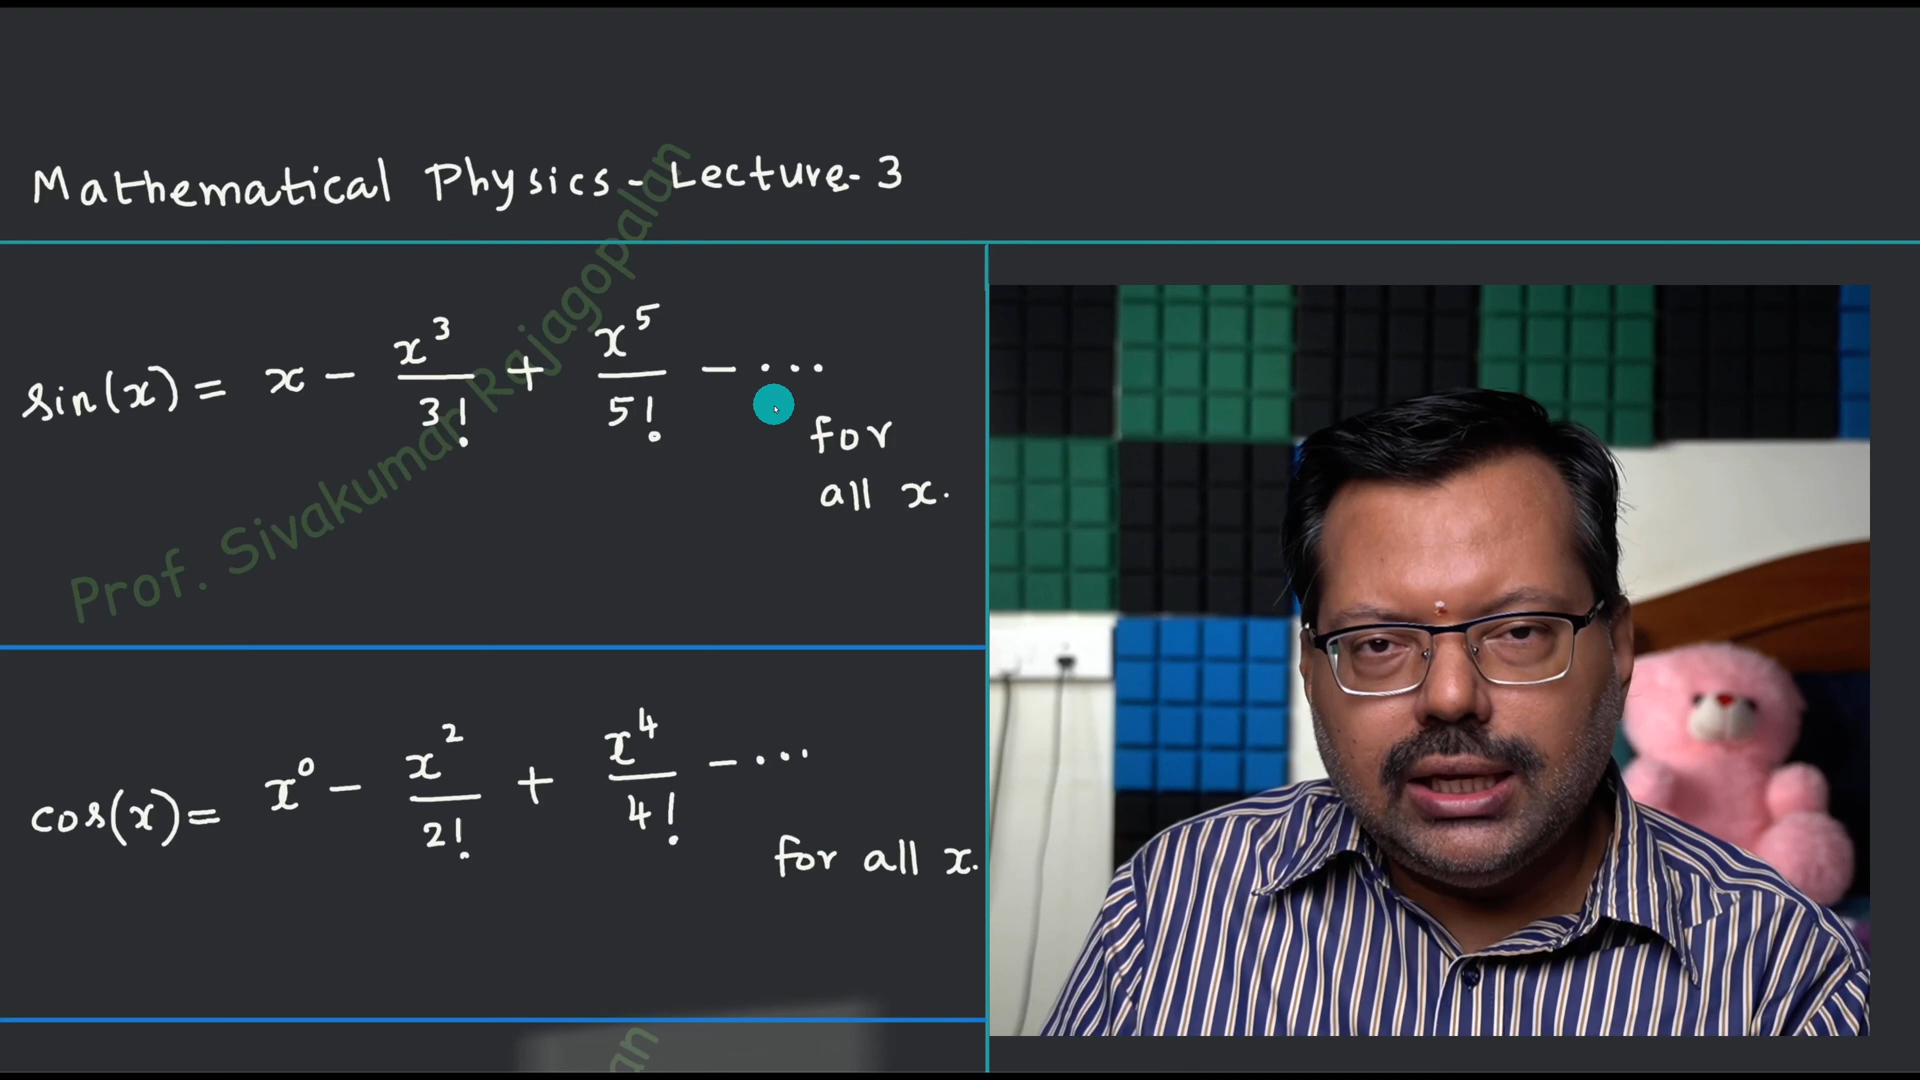 Mathematical Physics - Lecture - 3
sin(x) = x - x³/3! + x⁵/5! - ...
for
all x.
Prof. Sivakumar Rajagopalan
cos(x) = x⁰ - x²/2! + x⁴/4! - ...
for all x.
an